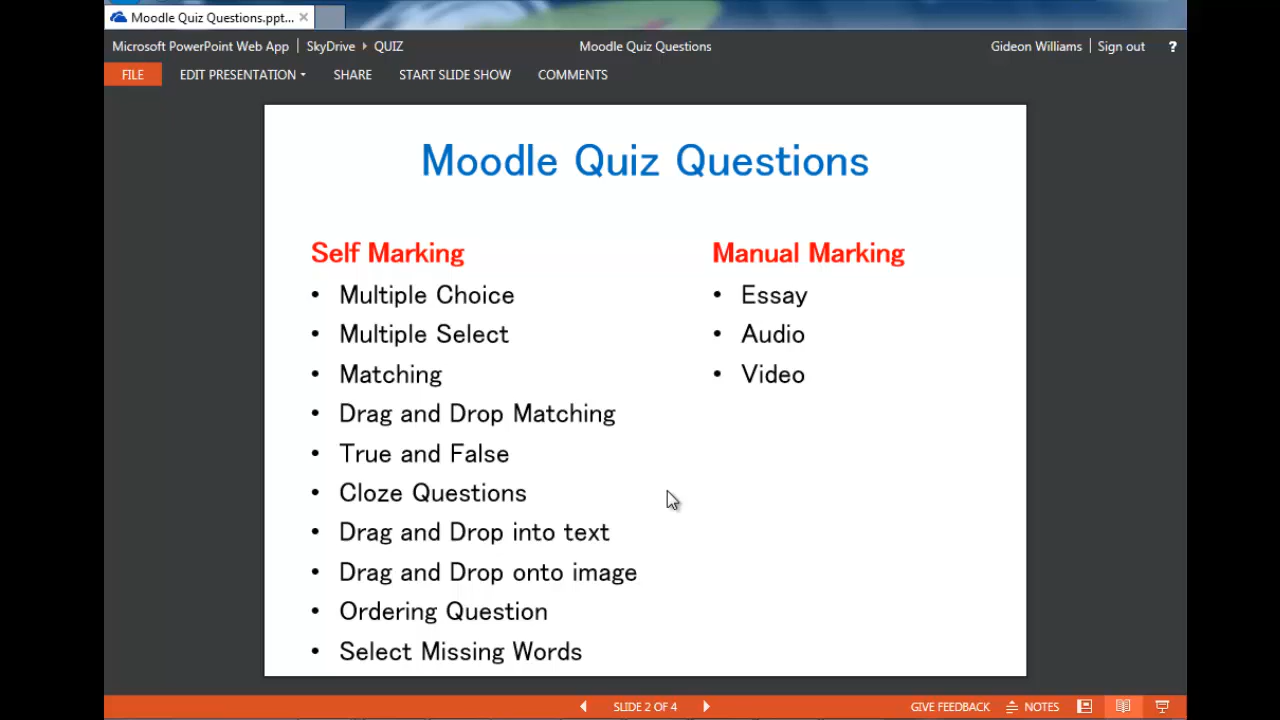 Moodle Quiz Questions.ppt...
Microsoft PowerPoint Web App SkyDrive QUIZ Moodle Quiz Questions Gideon Williams Sign out ?
FILE EDIT PRESENTATION SHARE START SLIDE SHOW COMMENTS
Moodle Quiz Questions
Self Marking
• Multiple Choice
• Multiple Select
• Matching
• Drag and Drop Matching
• True and False
• Cloze Questions
• Drag and Drop into text
• Drag and Drop onto image
• Ordering Question
• Select Missing Words
Manual Marking
• Essay
• Audio
• Video
SLIDE 2 OF 4 GIVE FEEDBACK NOTES